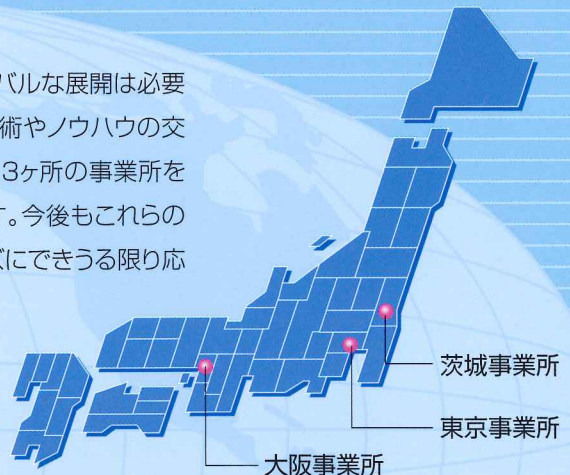 バルな展開は必要
術やノウハウの交
3ヶ所の事業所を
す。今後もこれらの
ズにできうる限り応
茨城事業所
東京事業所
大阪事業所